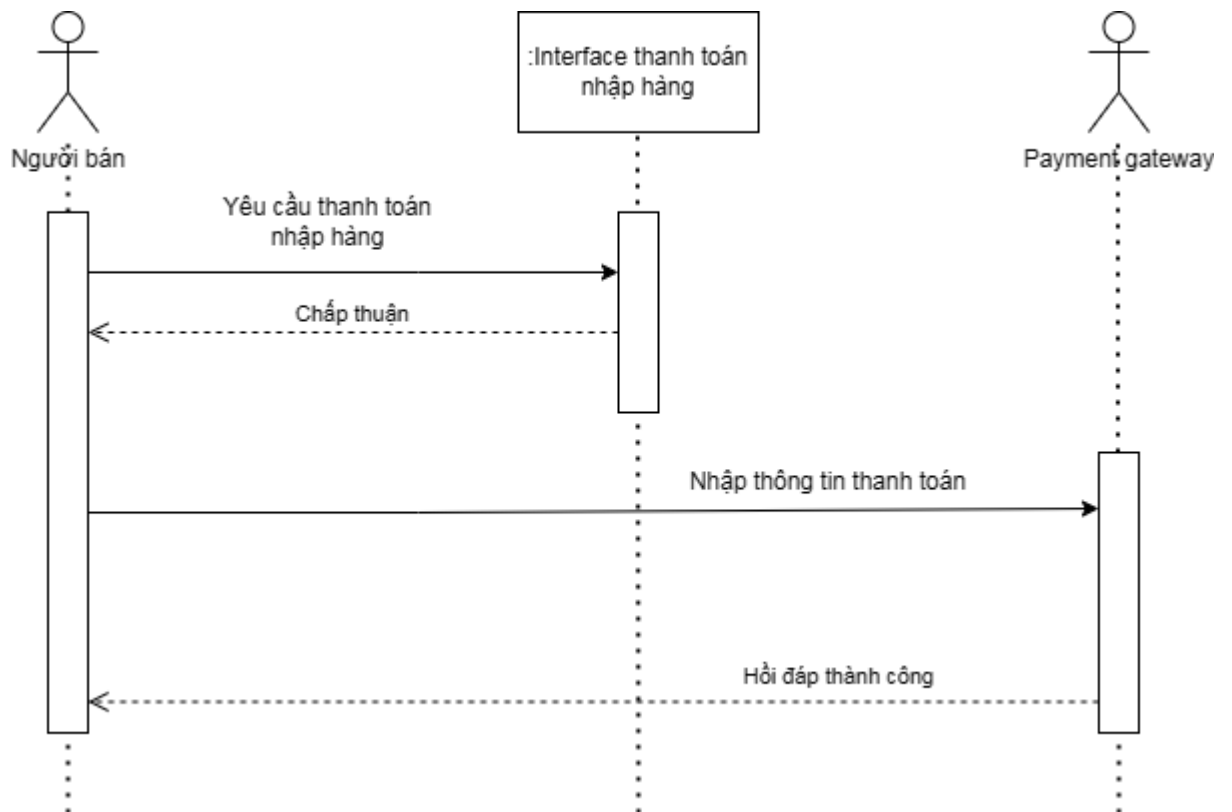 :Interface thanh toán
nhập hàng
Người bán
Payment gateway
Yêu cầu thanh toán
nhập hàng
Chấp thuận
Nhập thông tin thanh toán
Hồi đáp thành công